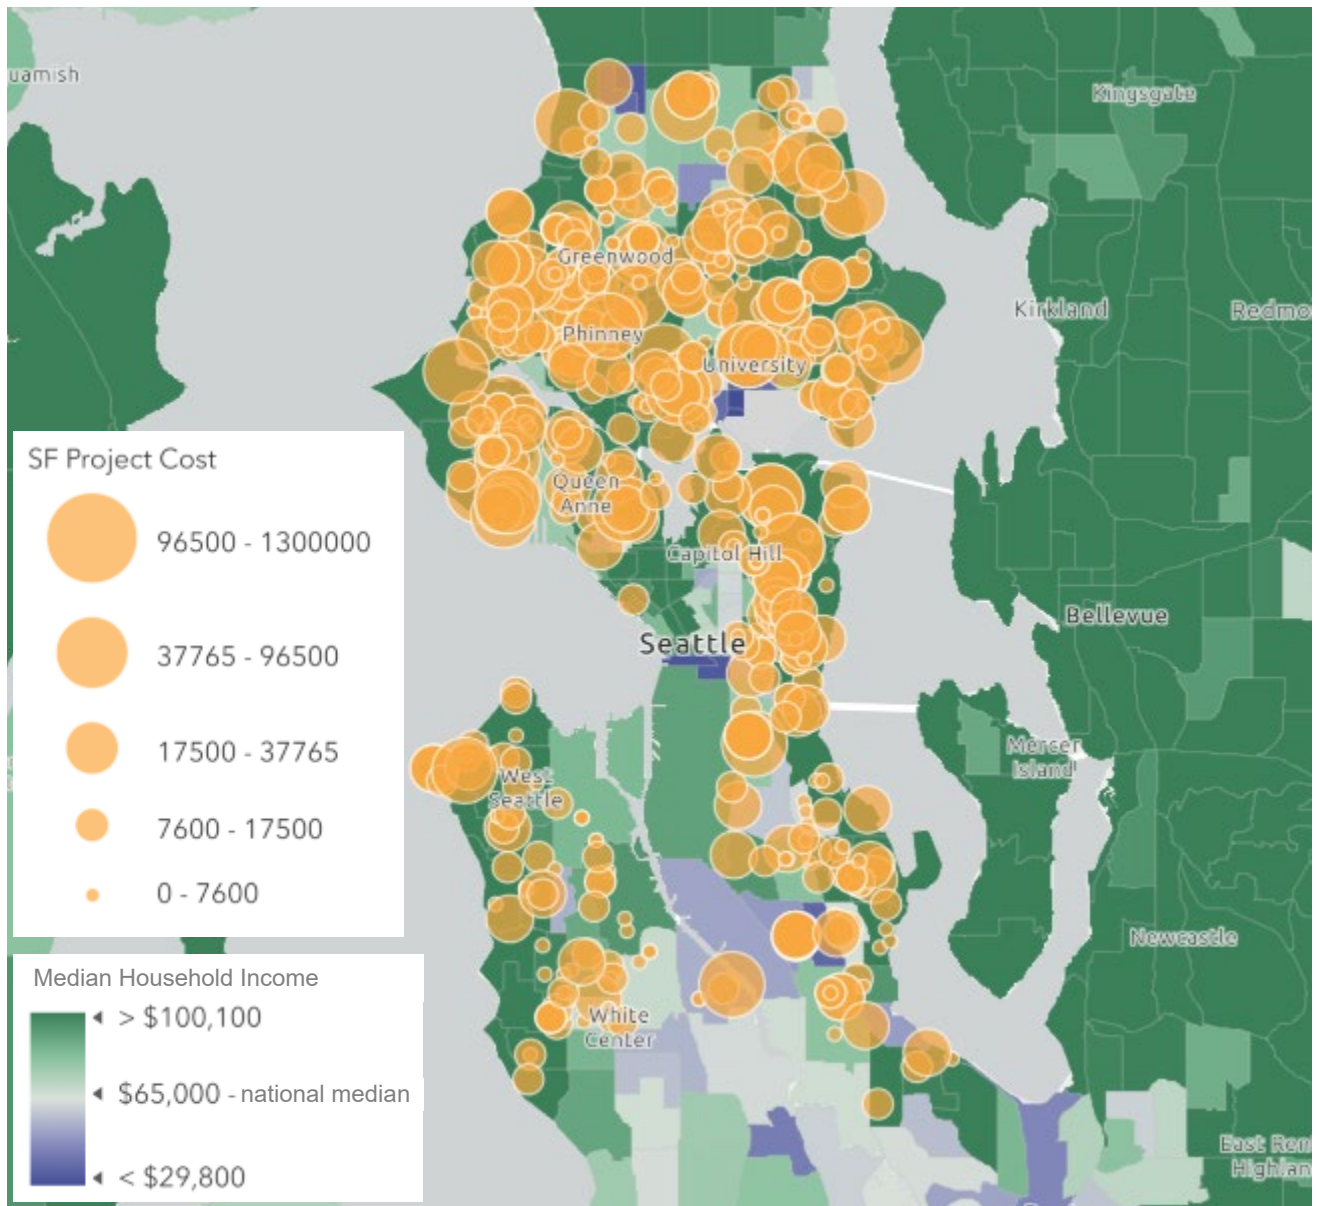 uamish
Kingsgate
Greenwood
Kirkland
Redmo
Phinney
University
SF Project Cost
96500 - 1300000
37765 - 96500
17500 - 37765
7600 - 17500
0 - 7600
Queen
Anne
Capitol Hill
Bellevue
Seattle
Mercer
Island
West
Seattle
Newcastle
Median Household Income
> $100,100
$65,000 - national median
< $29,800
White
Center
East Ren
Highlan